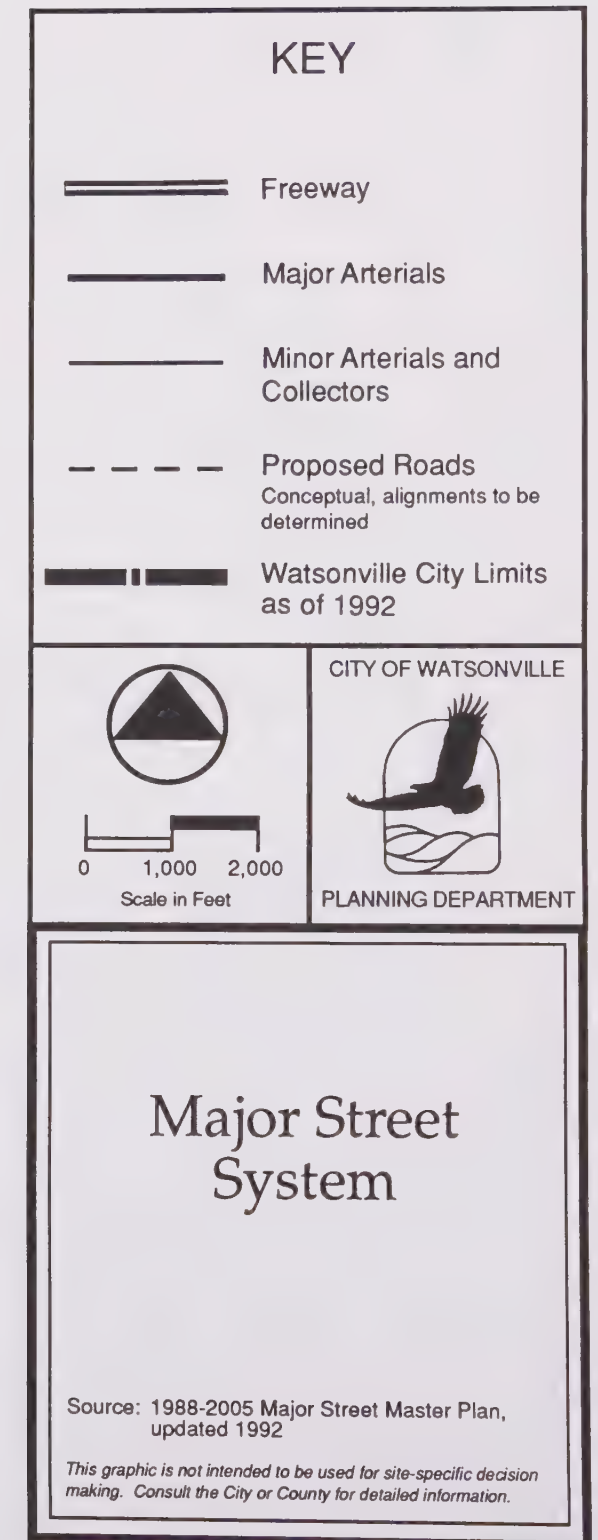 KEY
Freeway
Major Arterials
Minor Arterials and
Collectors
Proposed Roads
Conceptual, alignments to be
determined
Watsonville City Limits
as of 1992
0 1,000 2,000
Scale in Feet
CITY OF WATSONVILLE
PLANNING DEPARTMENT
Major Street
System
Source: 1988-2005 Major Street Master Plan,
updated 1992
This graphic is not intended to be used for site-specific decision
making. Consult the City or County for detailed information.